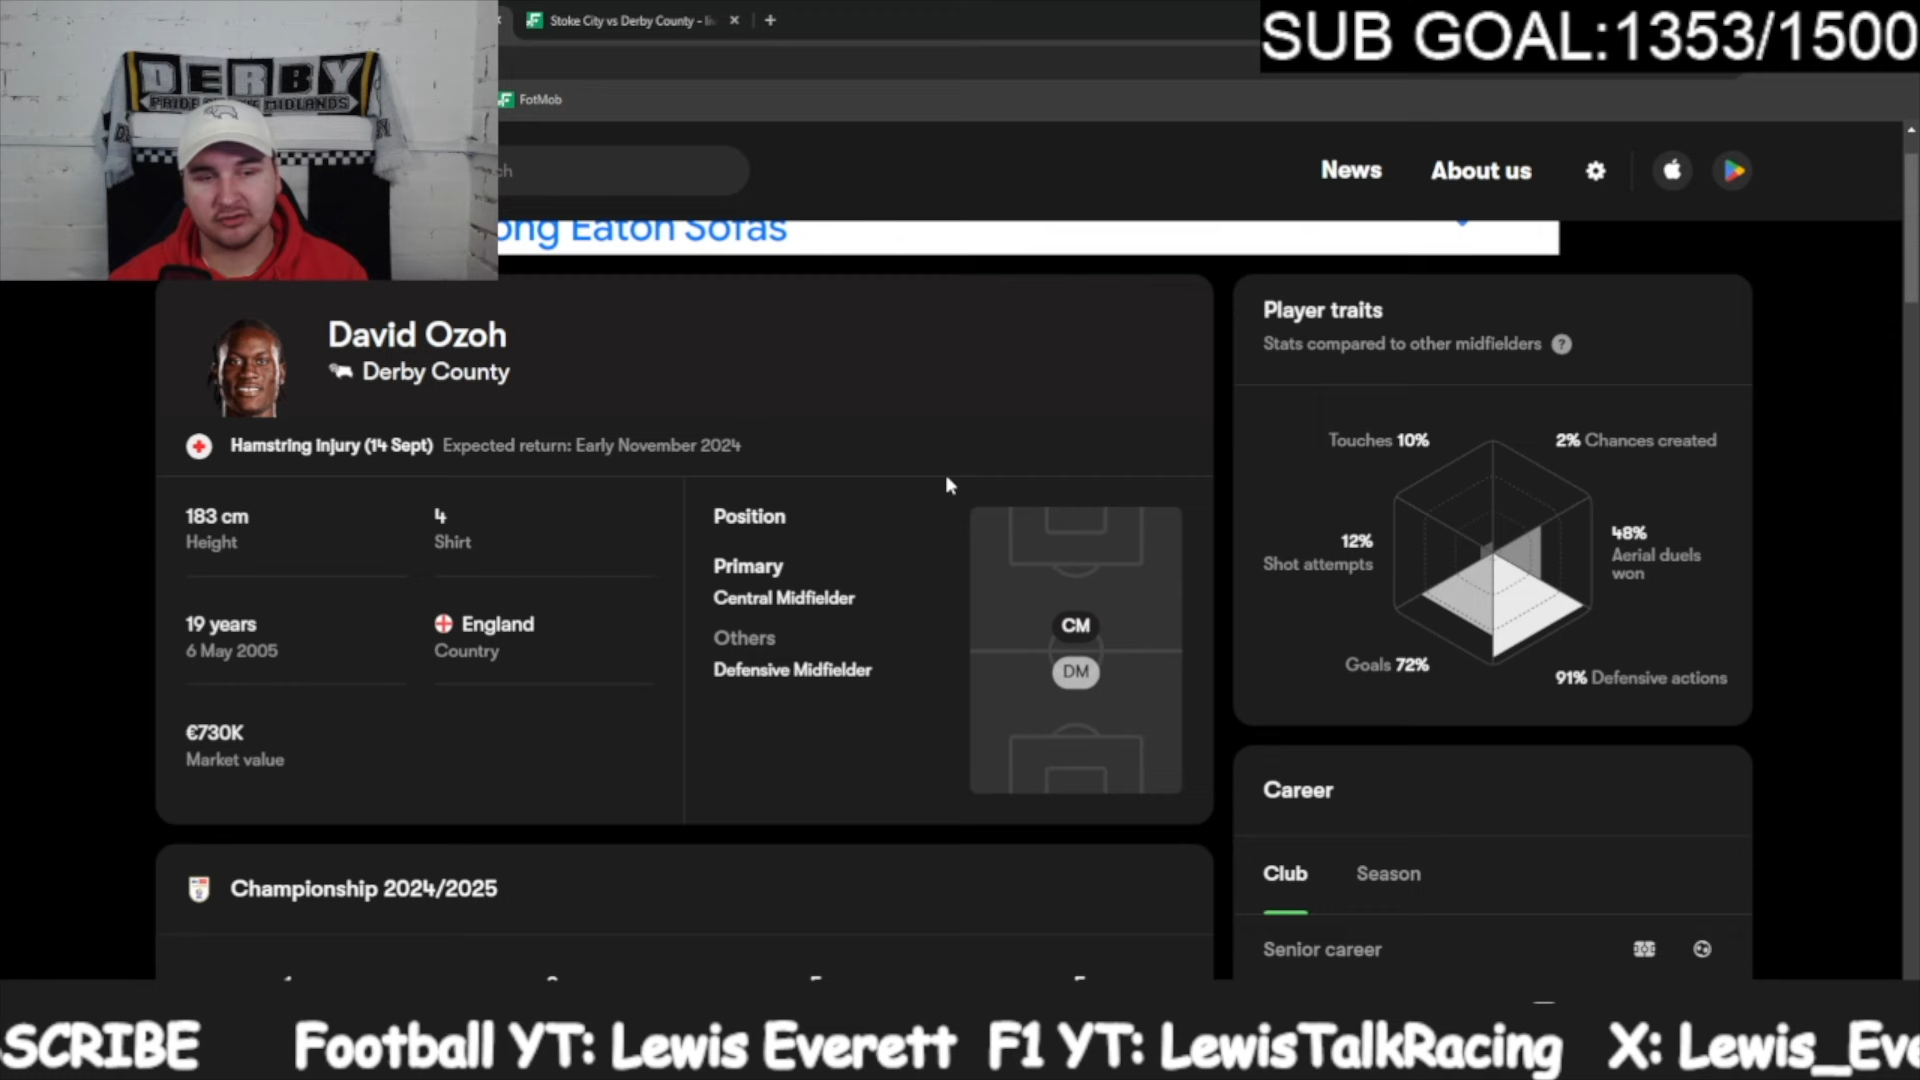 Stoke City vs Derby County - li
SUB GOAL:1353/1500
DERBY
MIDLANDS
FotMob
ch
News
About us
ong Eaton Sofas
David Ozoh
Derby County
Hamstring Injury (14 Sept) Expected return: Early November 2024
183 cm
Height
4
Shirt
19 years
6 May 2005
England
Country
€730K
Market value
Position
Primary
Central Midfielder
Others
Defensive Midfielder
CM
DM
Player traits
Stats compared to other midfielders ?
Touches 10%
2% Chances created
12%
Shot attempts
48%
Aerial duels
won
Goals 72%
91% Defensive actions
Career
Club
Season
Senior career
Championship 2024/2025
SCRIBE Football YT: Lewis Everett F1 YT: LewisTalkRacing X: Lewis_Eve